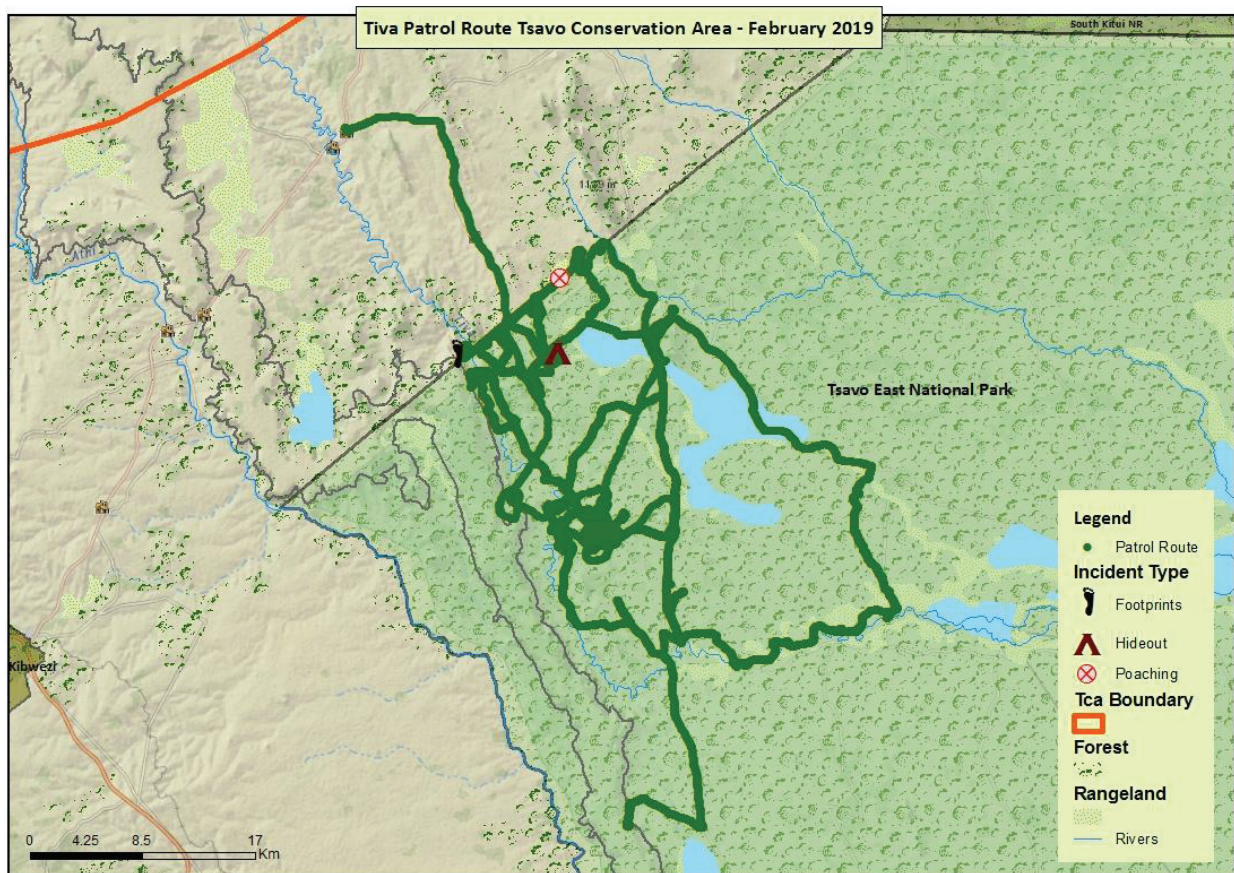 Tiva Patrol Route Tsavo Conservation Area - February 2019
South Kitui NR
Athi
Tsavo East National Park
Kibwezi
Legend
Patrol Route
Incident Type
Footprints
Hideout
Poaching
Tca Boundary
Forest
Rangeland
Rivers
0 4.25 8.5 17
Km